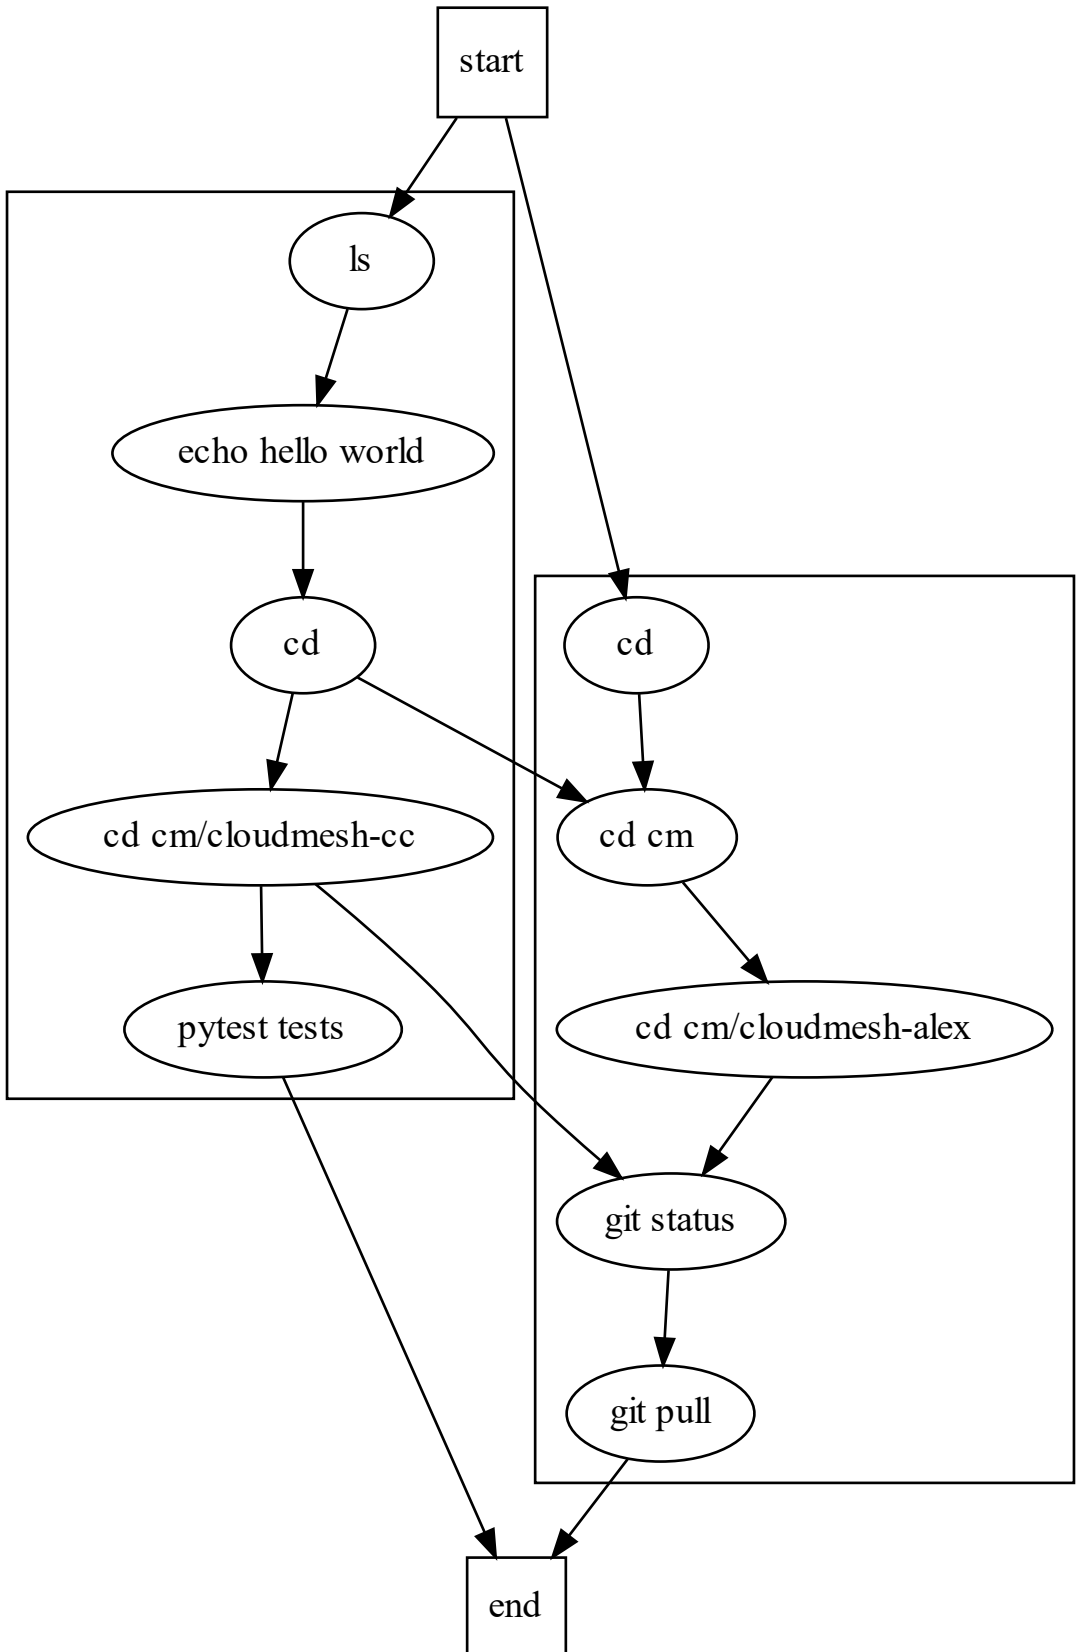 start
ls
echo hello world
cd
cd
cd cm/cloudmesh-cc
cd cm
pytest tests
cd cm/cloudmesh-alex
git status
git pull
end